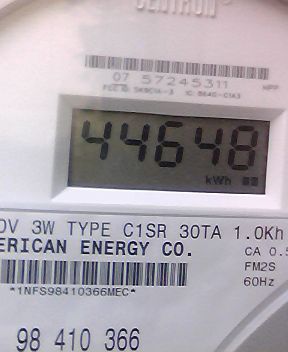 CENTRON
07 57245311
44648
kWh
0V 3W TYPE C1SR 30TA 1.0Kh
ERICAN ENERGY CO.
CA 0.5
FM2S
60Hz
*1NFS98410366MEC*
98 410 366